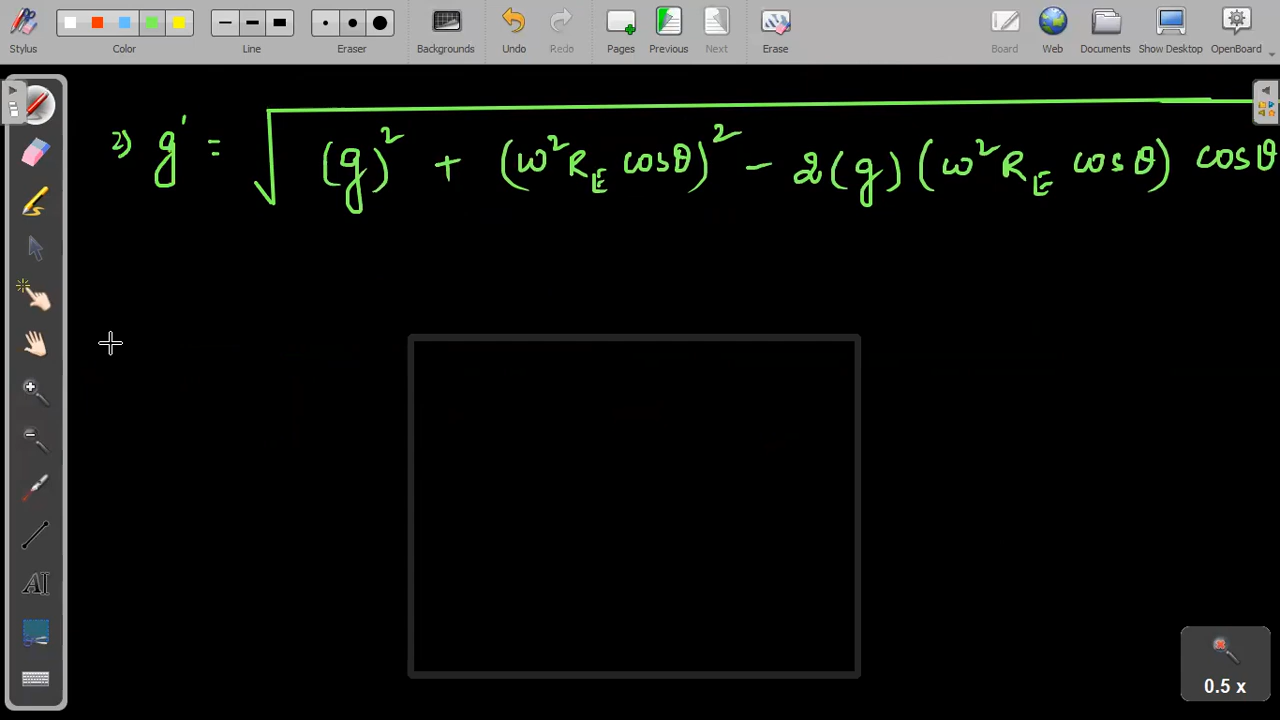 Stylus Color Line Eraser Backgrounds Undo Redo Pages Previous Next Erase Board Web Documents Show Desktop OpenBoard
2) g' = √(g)² + (ω²R_E cosθ)² − 2(g)(ω²R_E cosθ) cosθ
AI
0.5 x